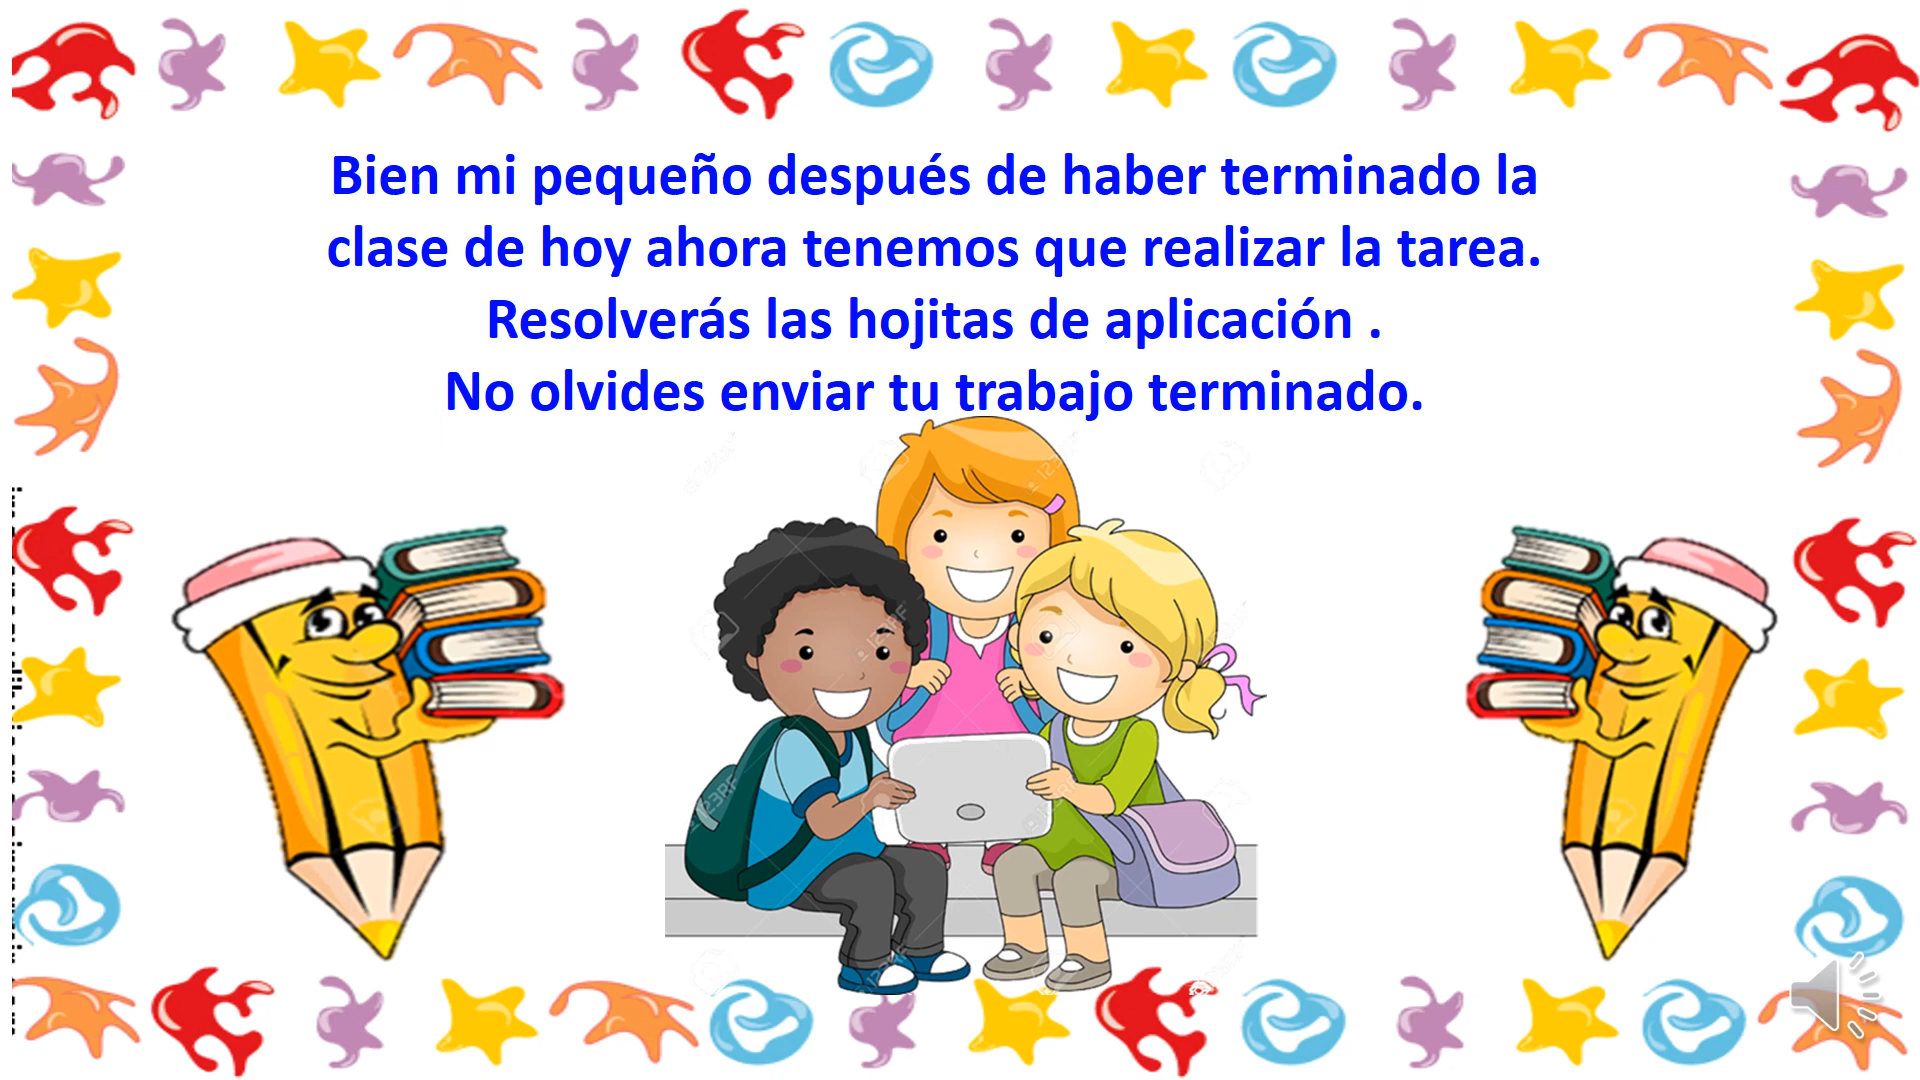 Bien mi pequeño después de haber terminado la
clase de hoy ahora tenemos que realizar la tarea.
Resolverás las hojitas de aplicación .
No olvides enviar tu trabajo terminado.